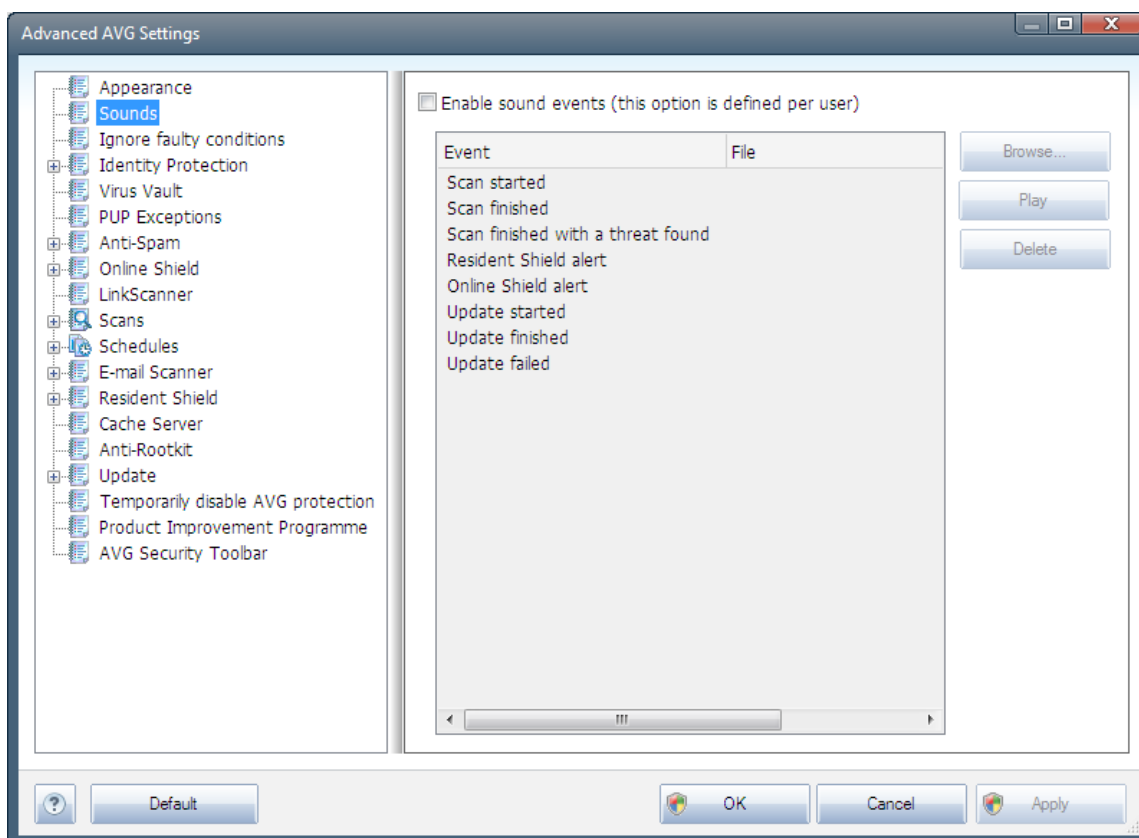 Advanced AVG Settings
Appearance
Sounds
Ignore faulty conditions
Identity Protection
Virus Vault
PUP Exceptions
Anti-Spam
Online Shield
LinkScanner
Scans
Schedules
E-mail Scanner
Resident Shield
Cache Server
Anti-Rootkit
Update
Temporarily disable AVG protection
Product Improvement Programme
AVG Security Toolbar
Enable sound events (this option is defined per user)
Event File
Scan started
Scan finished
Scan finished with a threat found
Resident Shield alert
Online Shield alert
Update started
Update finished
Update failed
Browse...
Play
Delete
? Default OK Cancel Apply